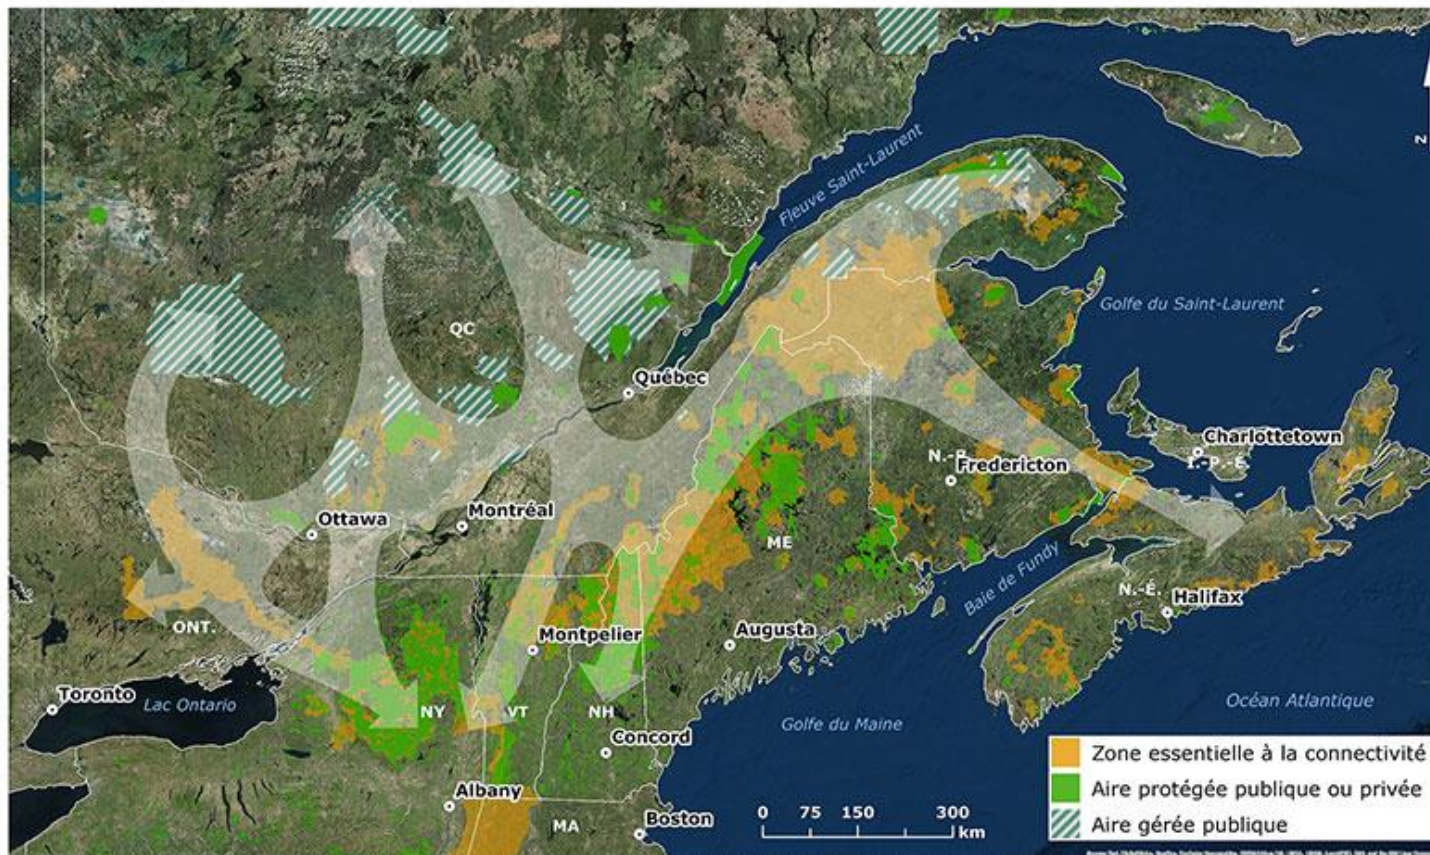 Fleuve Saint-Laurent
z
Golfe du Saint-Laurent
QC
Québec
Charlottetown
Î.-P.-É.
Fredericton
Ottawa
Montréal
ME
Baie de Fundy
N.-É.
Halifax
ONT.
Montpelier
Augusta
Toronto
Lac Ontario
NY
VT
NH
Golfe du Maine
Océan Atlantique
Concord
Albany
MA
Boston
0 75 150 300
km
Zone essentielle à la connectivité
Aire protégée publique ou privée
Aire gérée publique